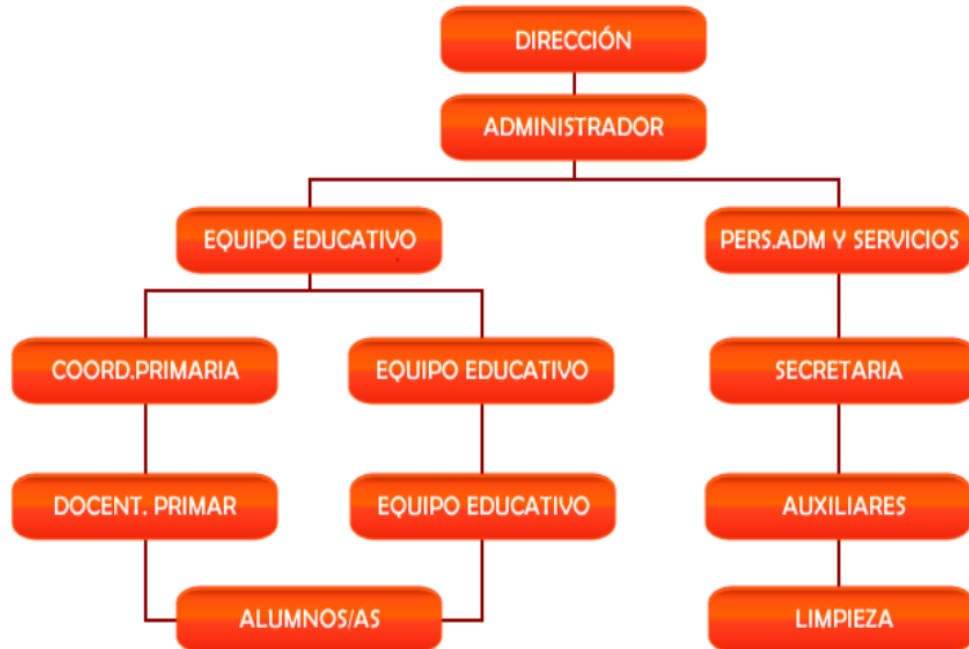 DIRECCIÓN
ADMINISTRADOR
EQUIPO EDUCATIVO
PERS.ADM Y SERVICIOS
COORD.PRIMARIA
EQUIPO EDUCATIVO
SECRETARIA
DOCENT. PRIMAR
EQUIPO EDUCATIVO
AUXILIARES
ALUMNOS/AS
LIMPIEZA